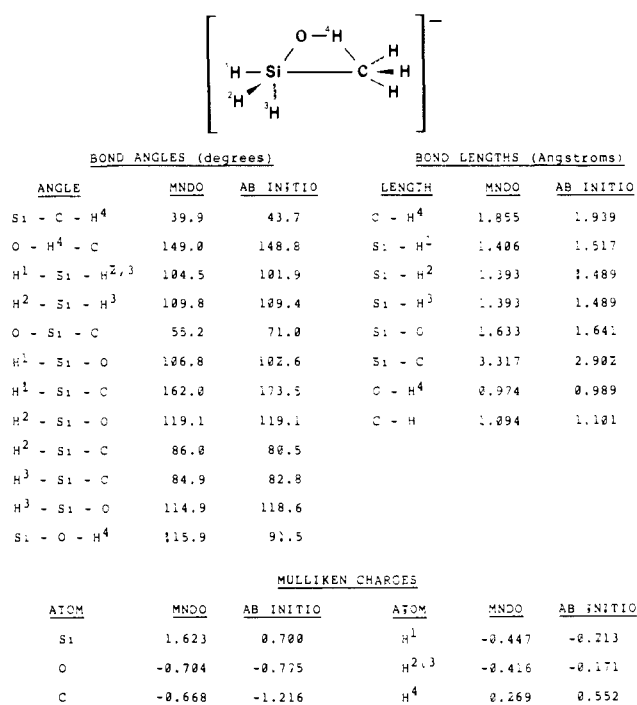 O — ⁴H
¹H — Si — C — H
²H
³H
H
H
−
BOND ANGLES (degrees) BOND LENGTHS (Angstroms)
ANGLE MNDO AB INITIO LENGTH MNDO AB INITIO
Si - C - H⁴ 39.9 43.7 C - H⁴ 1.855 1.939
O - H⁴ - C 149.0 148.8 Si - H¹ 1.406 1.517
H¹ - Si - H²,³ 104.5 101.9 Si - H² 1.393 1.489
H² - Si - H³ 109.8 109.4 Si - H³ 1.393 1.489
O - Si - C 55.2 71.0 Si - O 1.633 1.641
H¹ - Si - O 106.8 102.6 Si - C 3.317 2.902
H¹ - Si - C 162.0 173.5 O - H⁴ 0.974 0.989
H² - Si - O 119.1 119.1 C - H 1.094 1.101
H² - Si - C 86.0 80.5
H³ - Si - C 84.9 82.8
H³ - Si - O 114.9 118.6
Si - O - H⁴ 115.9 91.5
MULLIKEN CHARGES
ATOM MNDO AB INITIO ATOM MNDO AB INITIO
Si 1.623 0.700 H¹ -0.447 -0.213
O -0.704 -0.775 H²,³ -0.416 -0.171
C -0.668 -1.216 H⁴ 0.269 0.552